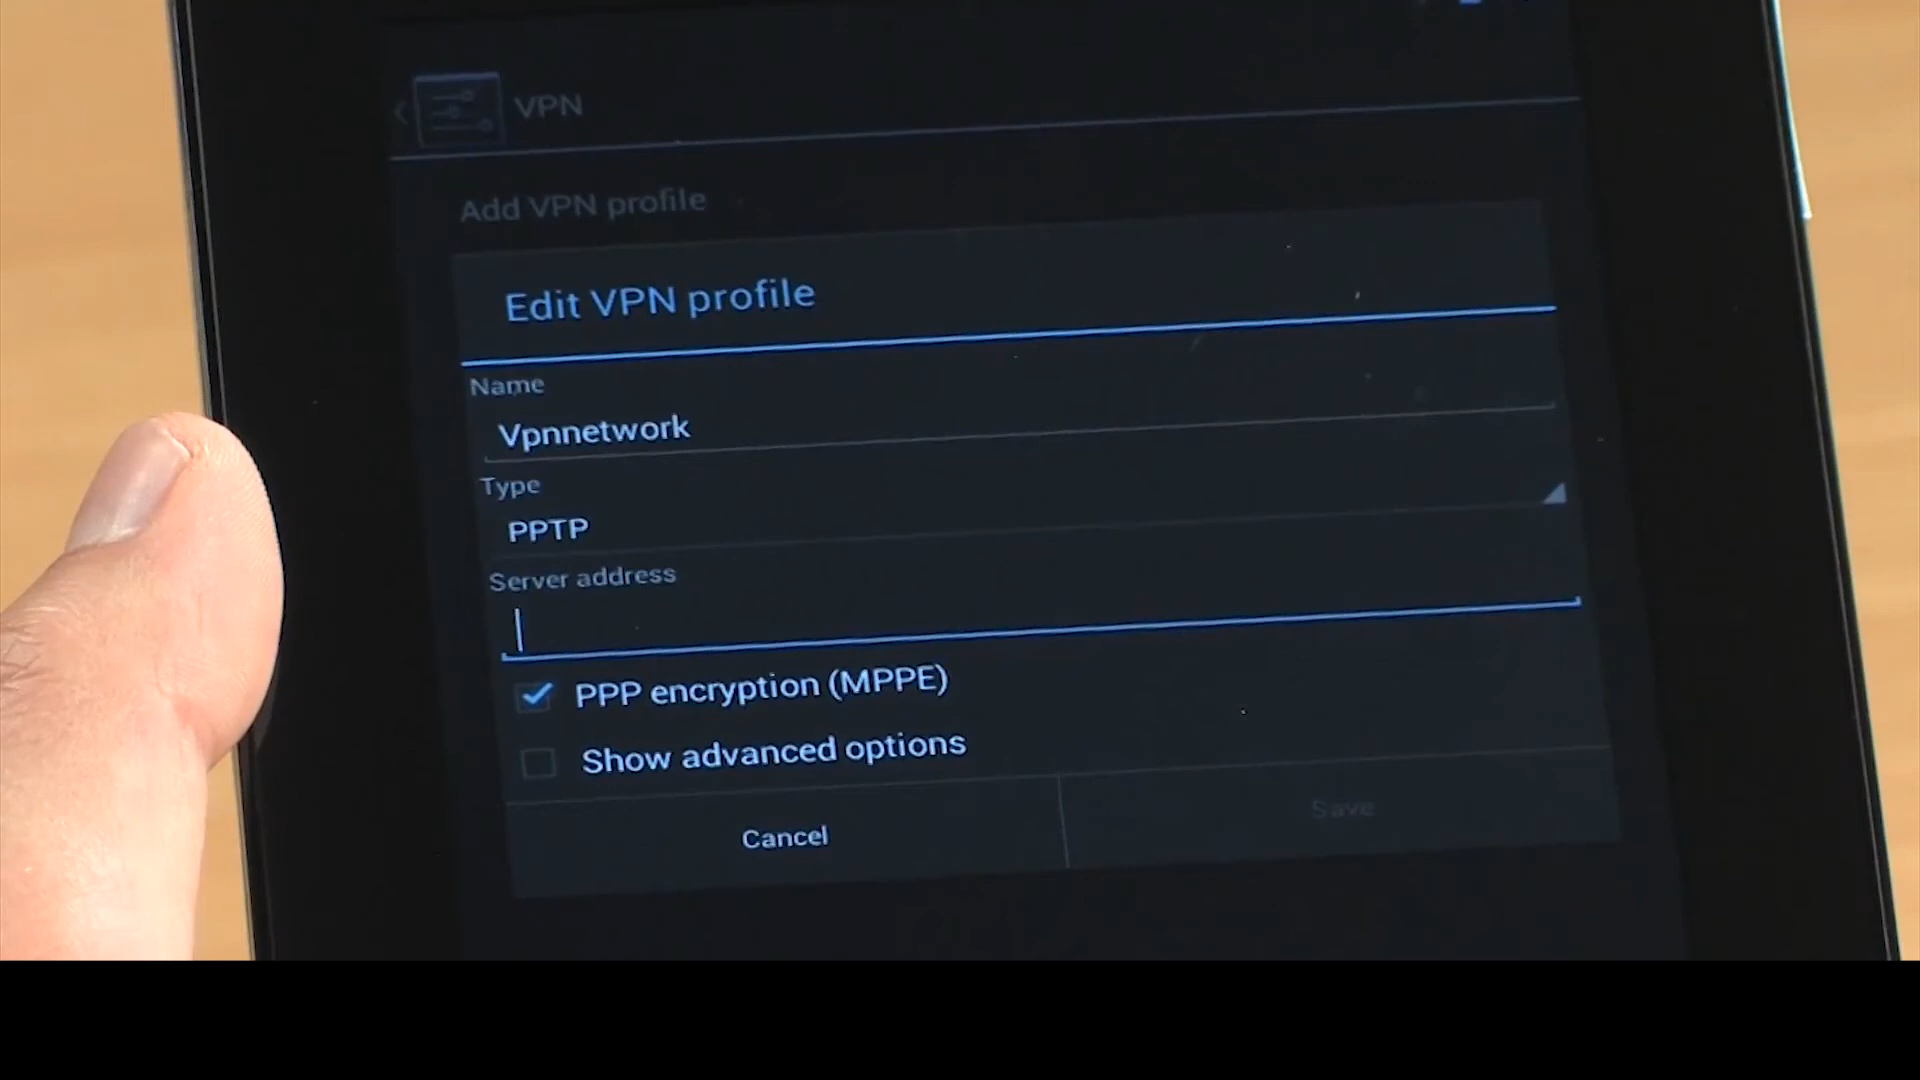 VPN
Add VPN profile
Edit VPN profile
Name
Vpnnetwork
Type
PPTP
Server address
PPP encryption (MPPE)
Show advanced options
Cancel
Save